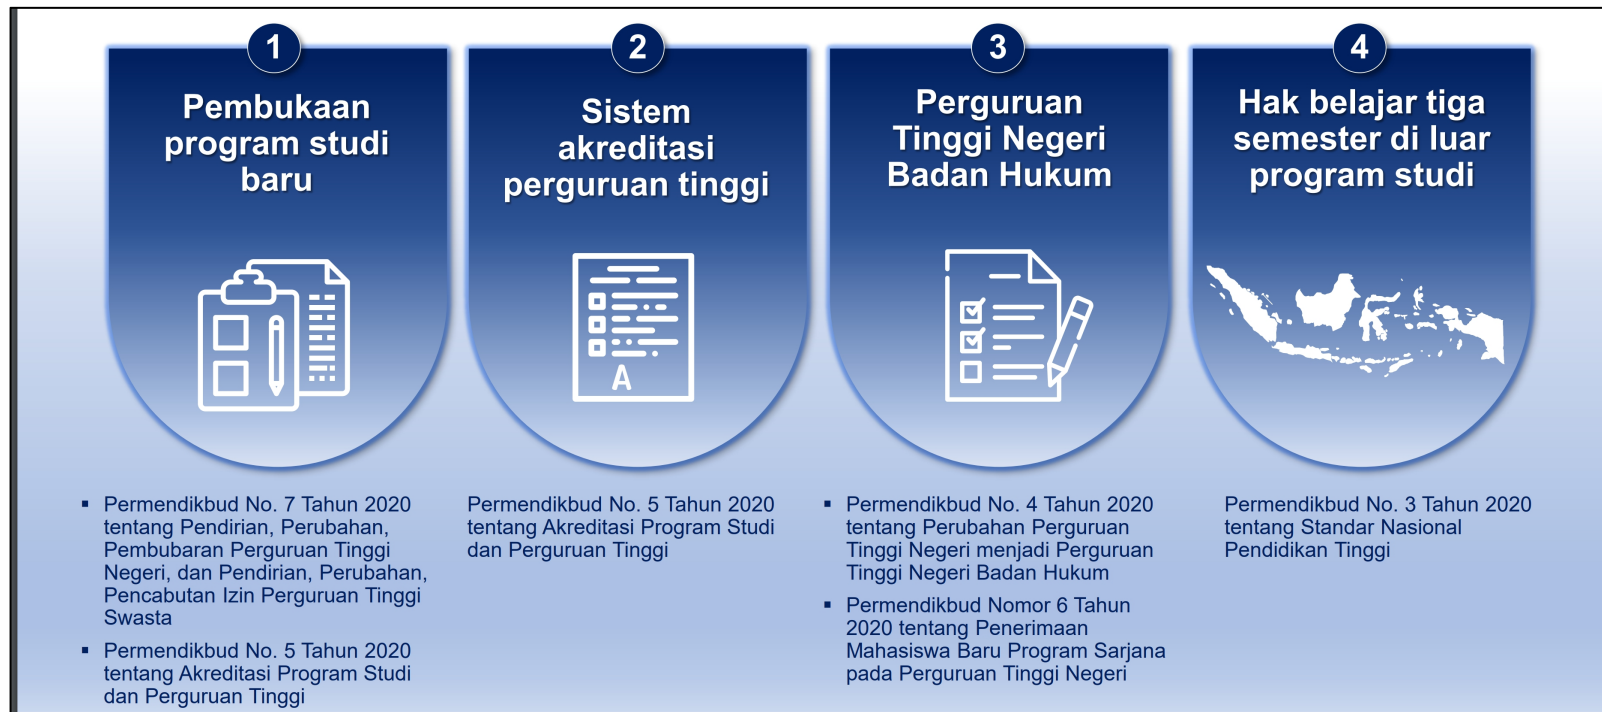 1
Pembukaan
program studi
baru
▪ Permendikbud No. 7 Tahun 2020
tentang Pendirian, Perubahan,
Pembubaran Perguruan Tinggi
Negeri, dan Pendirian, Perubahan,
Pencabutan Izin Perguruan Tinggi
Swasta
▪ Permendikbud No. 5 Tahun 2020
tentang Akreditasi Program Studi
dan Perguruan Tinggi
2
Sistem
akreditasi
perguruan tinggi
A
Permendikbud No. 5 Tahun 2020
tentang Akreditasi Program Studi
dan Perguruan Tinggi
3
Perguruan
Tinggi Negeri
Badan Hukum
▪ Permendikbud No. 4 Tahun 2020
tentang Perubahan Perguruan
Tinggi Negeri menjadi Perguruan
Tinggi Negeri Badan Hukum
▪ Permendikbud Nomor 6 Tahun
2020 tentang Penerimaan
Mahasiswa Baru Program Sarjana
pada Perguruan Tinggi Negeri
4
Hak belajar tiga
semester di luar
program studi
Permendikbud No. 3 Tahun 2020
tentang Standar Nasional
Pendidikan Tinggi